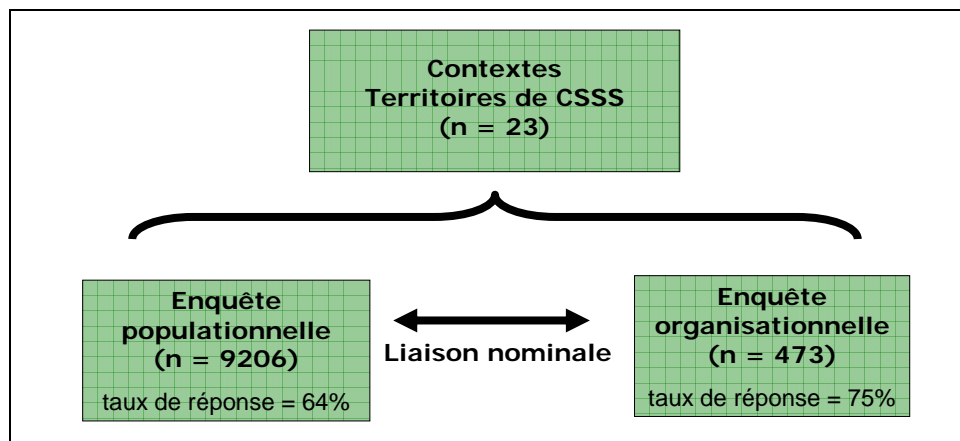 Contextes
Territoires de CSSS
(n = 23)
Enquête
populationnelle
(n = 9206)
taux de réponse = 64%
Liaison nominale
Enquête
organisationnelle
(n = 473)
taux de réponse = 75%